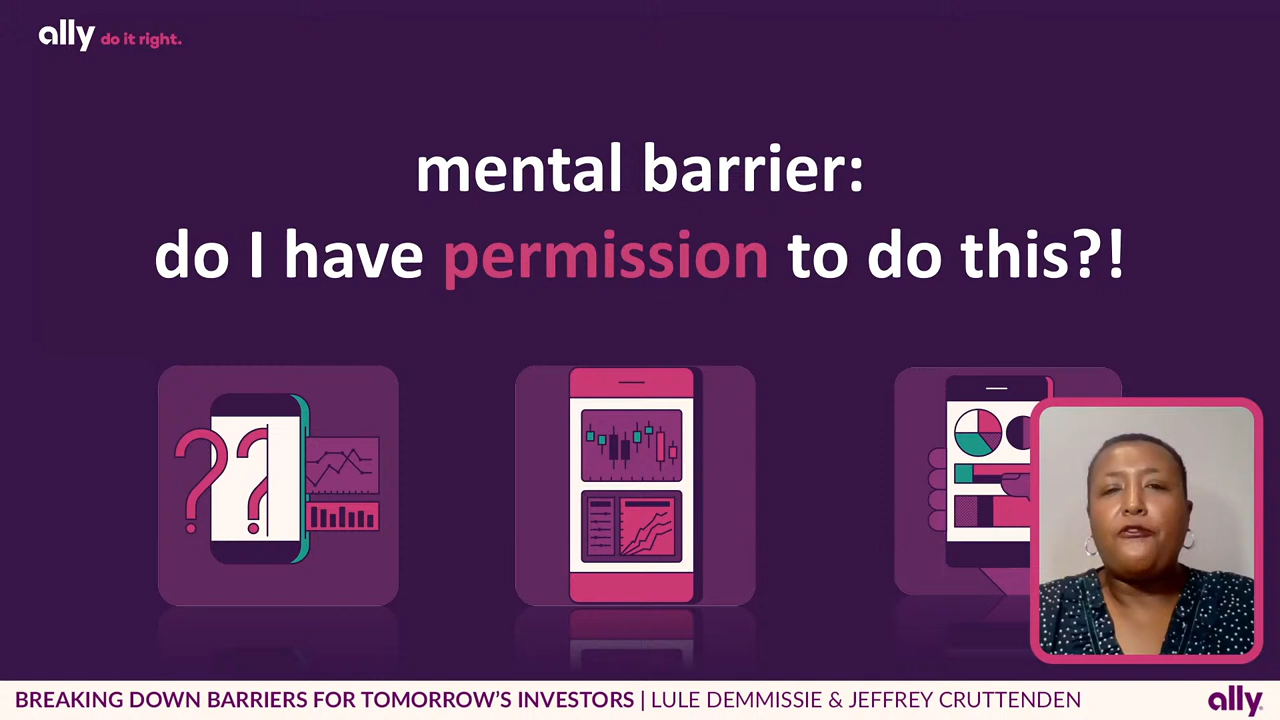 ally do it right.
mental barrier:
do I have permission to do this?!
??
BREAKING DOWN BARRIERS FOR TOMORROW'S INVESTORS | LULE DEMMISSIE & JEFFREY CRUTTENDEN
ally